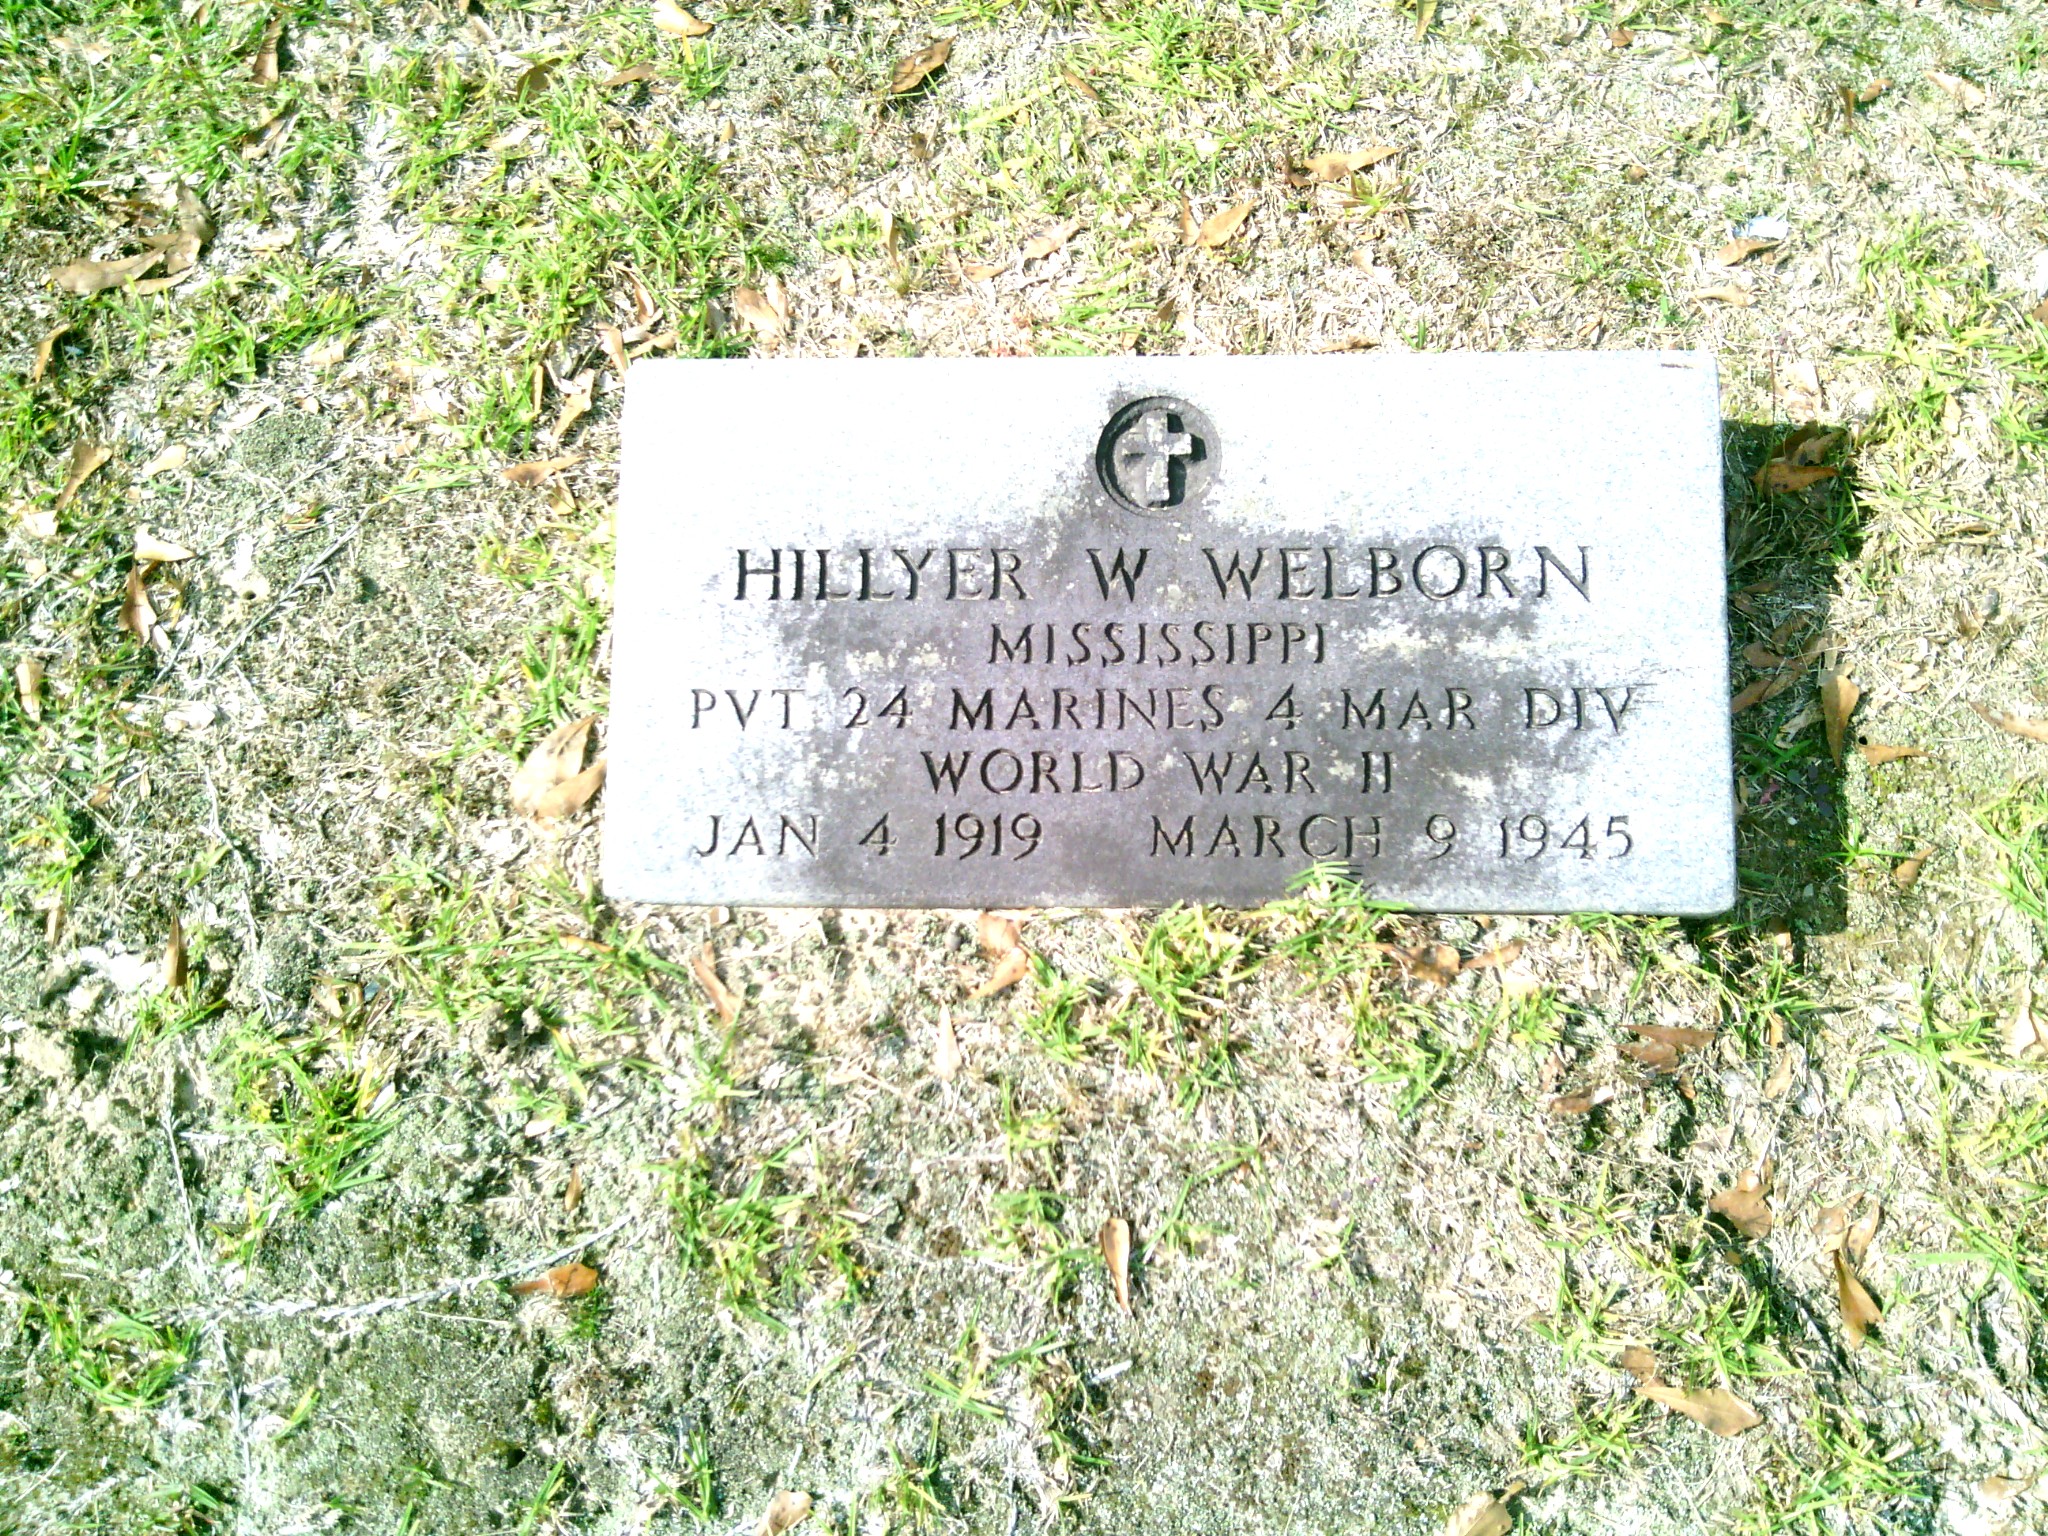 HILLYER W WELBORN
MISSISSIPPI
PVT 24 MARINES 4 MAR DIV
WORLD WAR II
JAN 4 1919 MARCH 9 1945